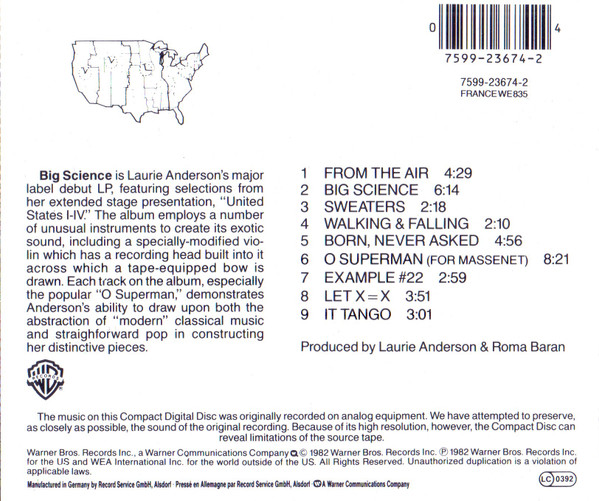 0 4
7599-23674-2
7599-23674-2
FRANCE WE 835
Big Science is Laurie Anderson's major
label debut LP, featuring selections from
her extended stage presentation, "United
States I-IV." The album employs a number
of unusual instruments to create its exotic
sound, including a specially-modified vio-
lin which has a recording head built into it
across which a tape-equipped bow is
drawn. Each track on the album, especially
the popular "O Superman," demonstrates
Anderson's ability to draw upon both the
abstraction of "modern" classical music
and straighforward pop in constructing
her distinctive pieces.
1 FROM THE AIR 4:29
2 BIG SCIENCE 6:14
3 SWEATERS 2:18
4 WALKING & FALLING 2:10
5 BORN, NEVER ASKED 4:56
6 O SUPERMAN (FOR MASSENET) 8:21
7 EXAMPLE #22 2:59
8 LET X=X 3:51
9 IT TANGO 3:01
Produced by Laurie Anderson & Roma Baran
RECORDS
The music on this Compact Digital Disc was originally recorded on analog equipment. We have attempted to preserve,
as closely as possible, the sound of the original recording. Because of its high resolution, however, the Compact Disc can
reveal limitations of the source tape.
Warner Bros. Records Inc., a Warner Communications Company © 1982 Warner Bros. Records Inc. ℗ 1982 Warner Bros. Records Inc.
for the US and WEA International Inc. for the world outside of the US. All Rights Reserved. Unauthorized duplication is a violation of
applicable laws.
Manufactured in Germany by Record Service GmbH, Alsdorf · Pressé en Allemagne par Record Service GmbH, Alsdorf · A Warner Communications Company
LC 0392